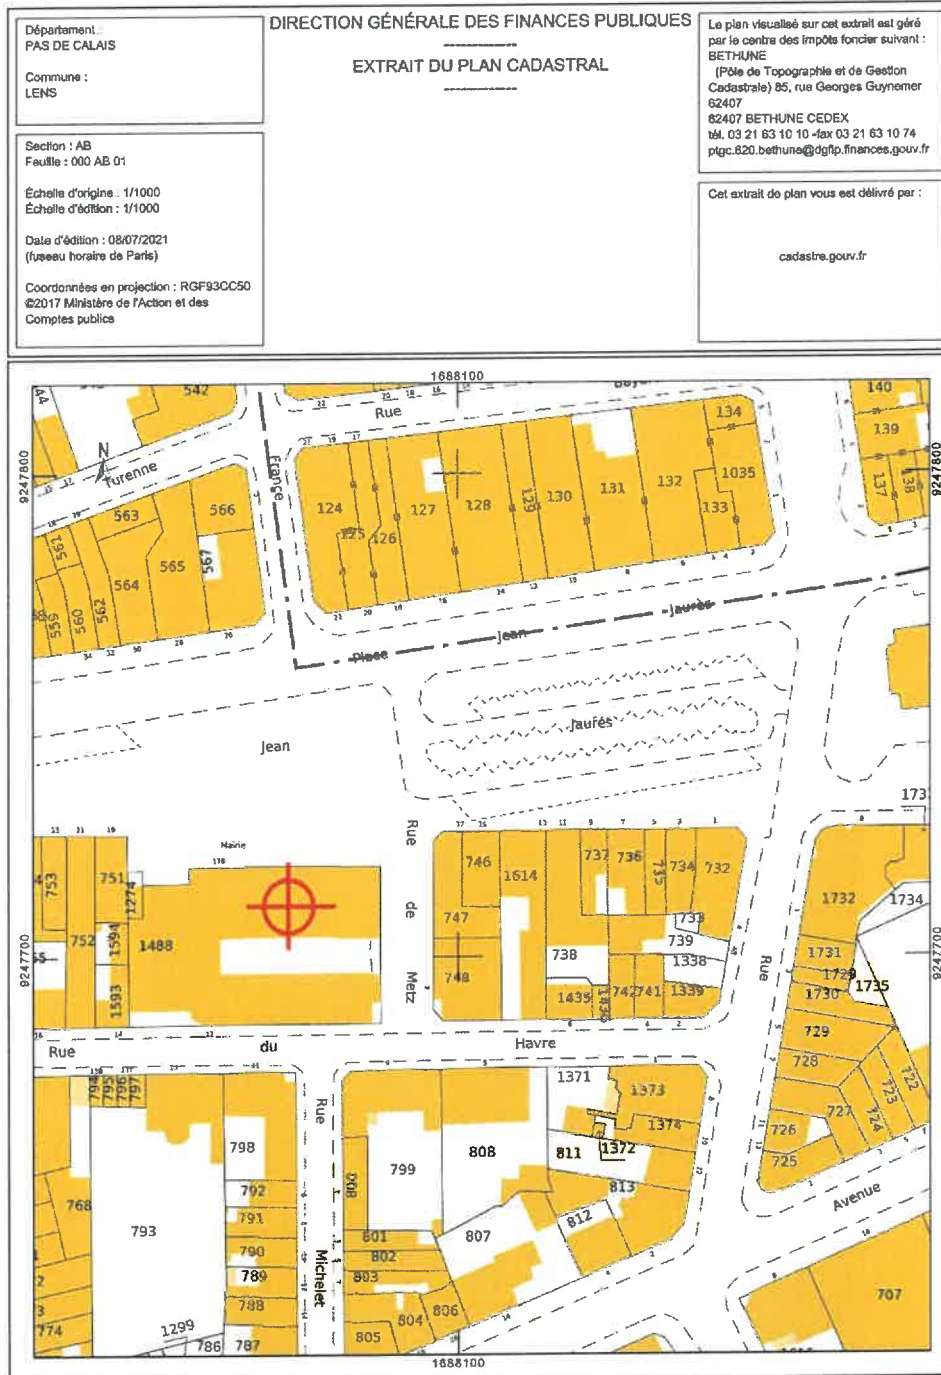 Département :
PAS DE CALAIS
Commune :
LENS
Section : AB
Feuille : 000 AB 01
Échelle d'origine : 1/1000
Échelle d'édition : 1/1000
Date d'édition : 08/07/2021
(fuseau horaire de Paris)
Coordonnées en projection : RGF93CC50
©2017 Ministère de l'Action et des
Comptes publics
DIRECTION GÉNÉRALE DES FINANCES PUBLIQUES
EXTRAIT DU PLAN CADASTRAL
Le plan visualisé sur cet extrait est géré
par le centre des impôts foncier suivant :
BETHUNE
(Pôle de Topographie et de Gestion
Cadastrale) 85, rue Georges Guynemer
62407
62407 BETHUNE CEDEX
tél. 03 21 63 10 10 -fax 03 21 63 10 74
ptgc.620.bethune@dgfip.finances.gouv.fr
Cet extrait de plan vous est délivré par :
cadastre.gouv.fr
1688100
9247800
9247800
542
44
140
Rue
134
139
N
Turenne
France
1035
137
138
563
566
124
127
128
129
130
131
132
133
125
126
561
564
565
567
559
560
562
Place
Jean
Jaurès
Jean
Jaurès
173
Rue
de
Metz
Mairie
753
751
1274
752
1594
1593
1488
746
1614
737
736
735
734
732
733
747
748
738
739
1338
1435
1436
742
741
1339
1732
1734
1731
1729
1730
1735
729
728
Rue
9247700
9247700
Rue
du
Havre
794
795
796
797
798
1371
1373
1374
1372
811
808
799
800
813
812
807
792
791
790
789
788
787
786
1299
793
768
774
801
802
803
804
805
806
Rue
Michelet
722
723
724
727
726
725
Avenue
707
1688100